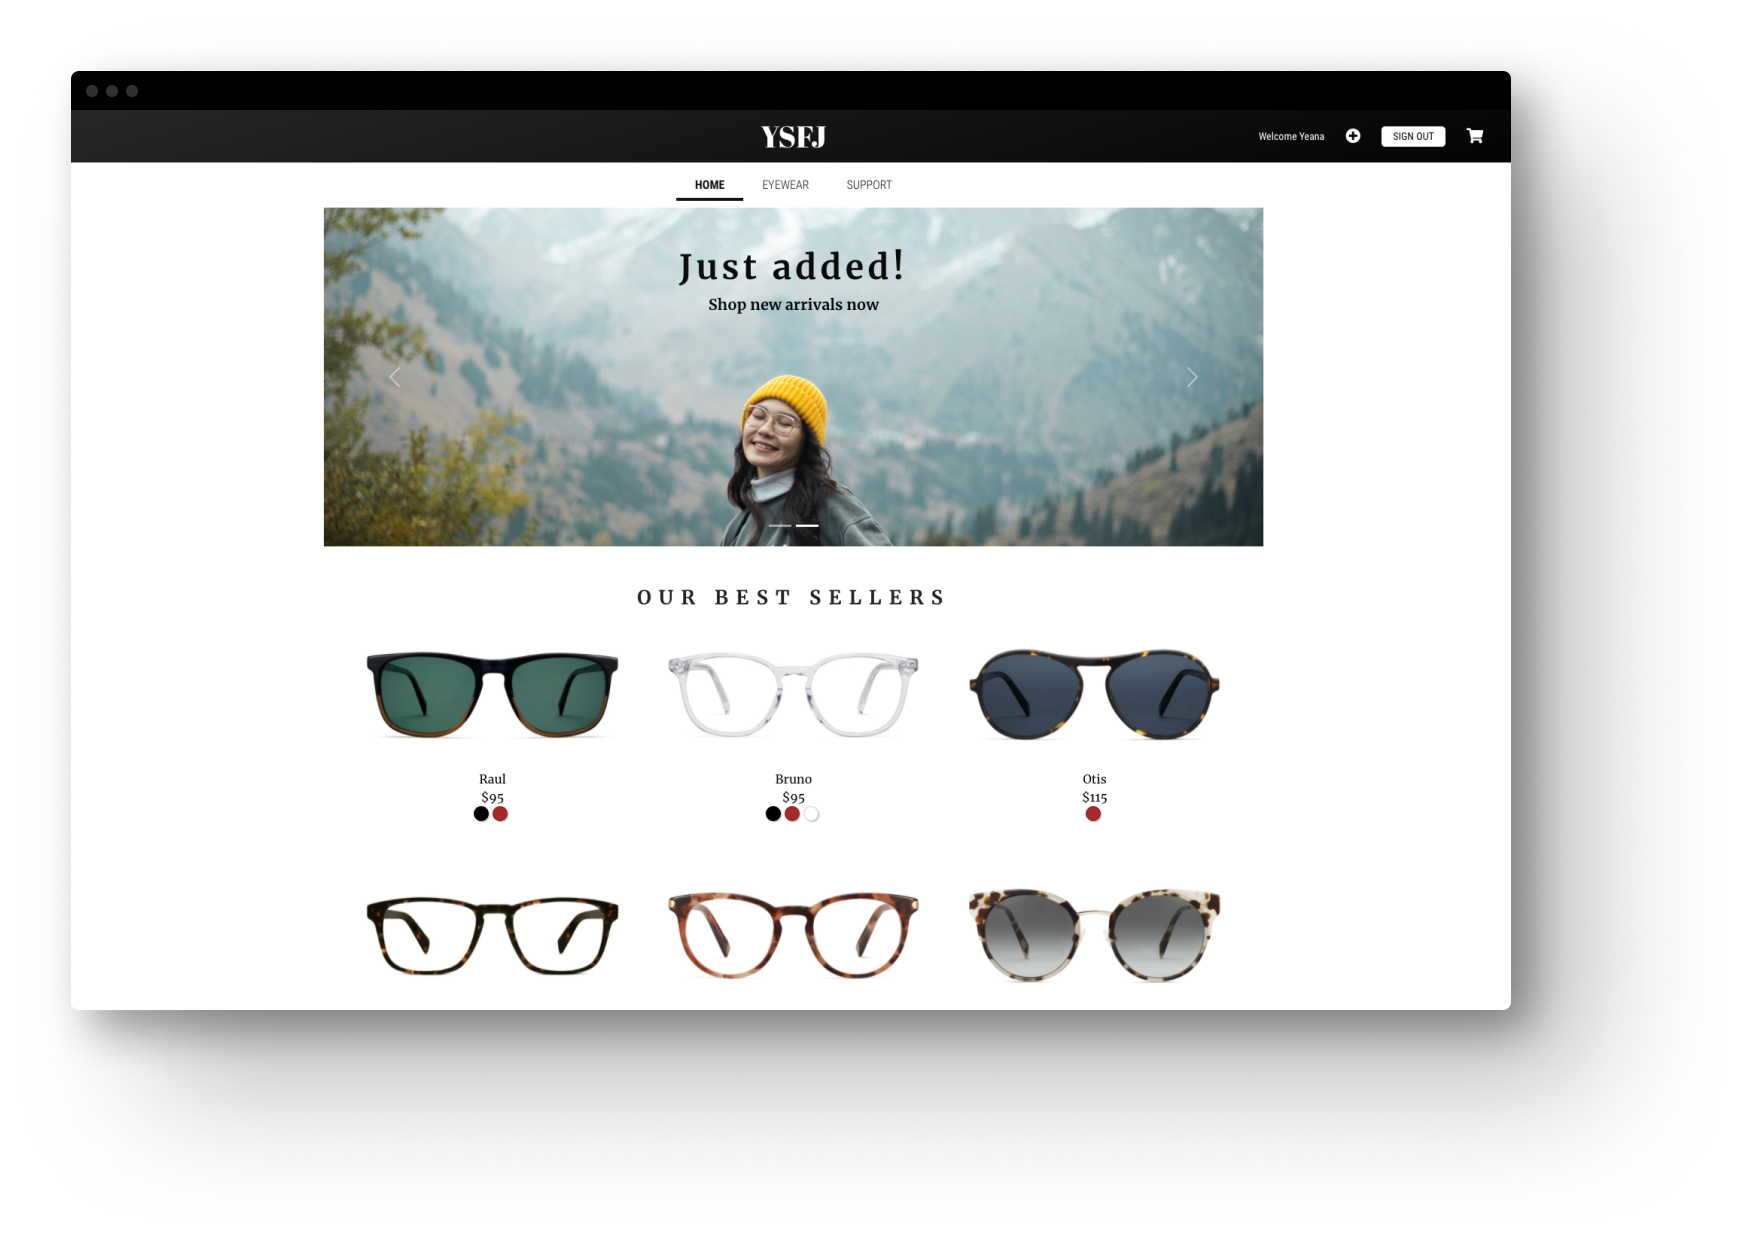 YSFJ
Welcome Yeana
SIGN OUT
HOME
EYEWEAR
SUPPORT
Just added!
Shop new arrivals now
OUR BEST SELLERS
Raul
$95
Bruno
$95
Otis
$115